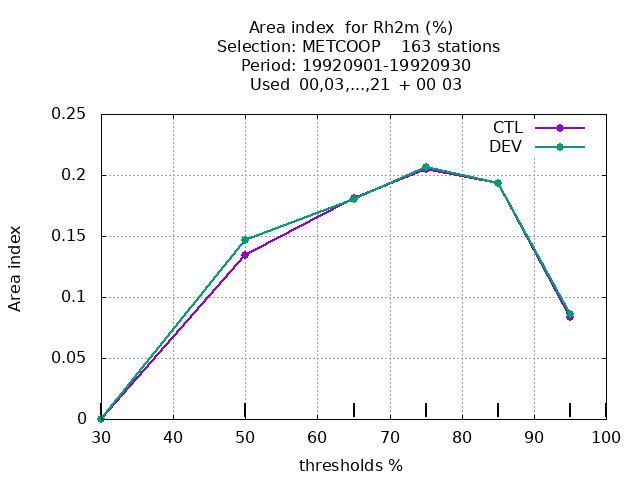 Area index for Rh2m (%)
Selection: METCOOP 163 stations
Period: 19920901-19920930
Used 00,03,...,21 + 00 03
CTL
DEV
0.25
0.2
0.15
0.1
0.05
0
Area index
30 40 50 60 70 80 90 100
thresholds %